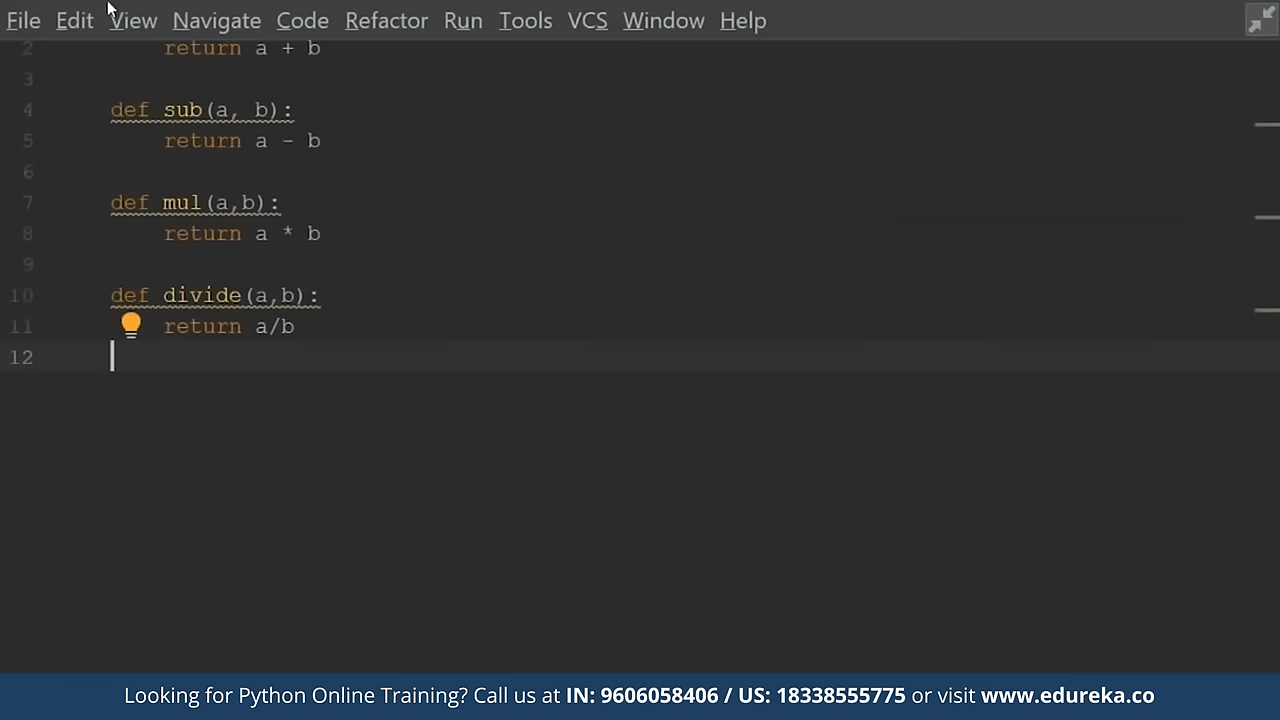 File Edit View Navigate Code Refactor Run Tools VCS Window Help
2 return a + b
3
4 def sub(a, b):
5 return a - b
6
7 def mul(a,b):
8 return a * b
9
10 def divide(a,b):
11 return a/b
12
Looking for Python Online Training? Call us at IN: 9606058406 / US: 18338555775 or visit www.edureka.co